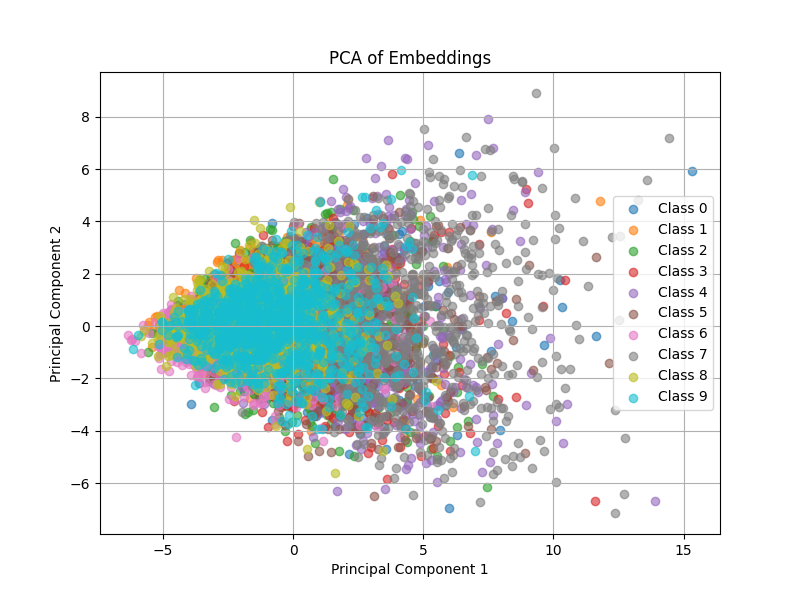 PCA of Embeddings
Principal Component 2
8
6
4
2
0
−2
−4
−6
Class 0
Class 1
Class 2
Class 3
Class 4
Class 5
Class 6
Class 7
Class 8
Class 9
−5
0
5
10
15
Principal Component 1